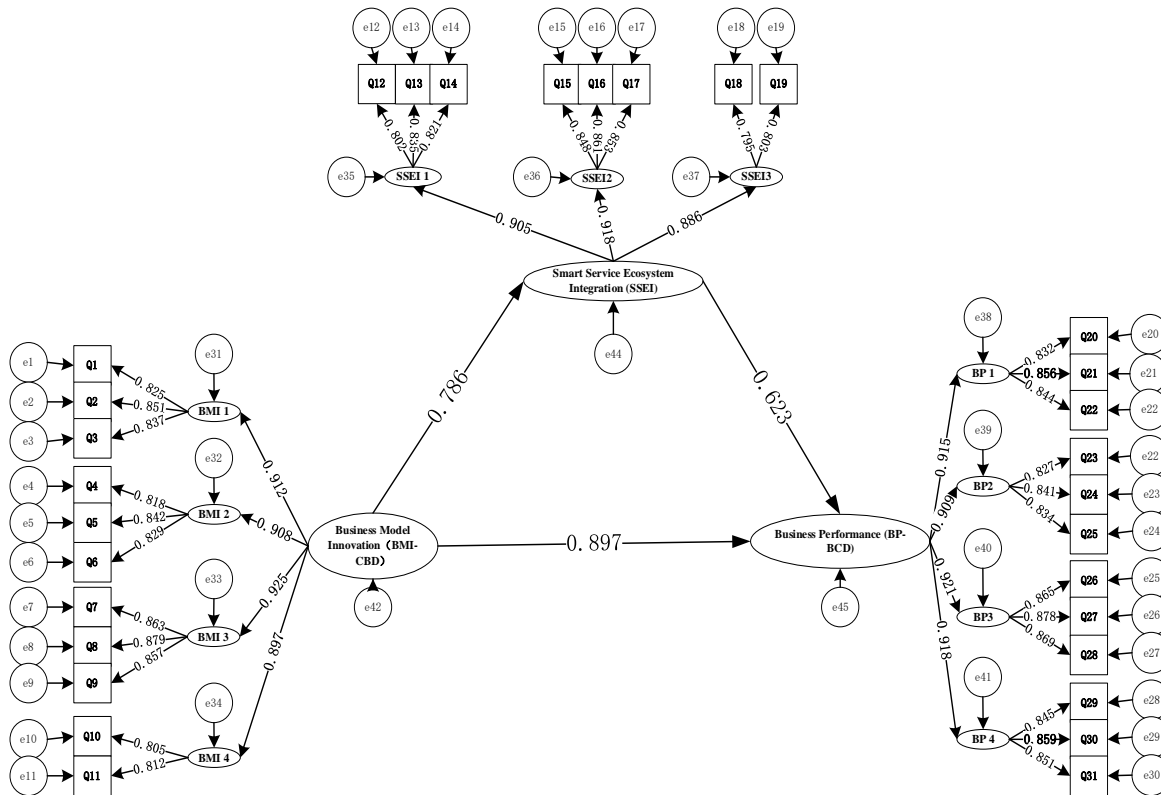 e12 e13 e14 e15 e16 e17 e18 e19
Q12 Q13 Q14 Q15 Q16 Q17 Q18 Q19
0.802 0.835 0.821 0.848 0.861 0.853 0.795 0.803
e35 SSEI 1 e36 SSEI2 e37 SSEI3
0.905 0.918 0.886
Smart Service Ecosystem
Integration (SSEI)
e44
0.786
0.623
e1 Q1
e2 Q2
e3 Q3
0.825
0.851
0.837
e31
BMI 1
e4 Q4
e5 Q5
e6 Q6
0.818
0.842
0.829
e32
BMI 2
e7 Q7
e8 Q8
e9 Q9
0.863
0.879
0.857
e33
BMI 3
e10 Q10
e11 Q11
0.805
0.812
e34
BMI 4
0.912
0.908
0.925
0.897
Business Model
Innovation（BMI-
CBD）
e42
0.897
Business Performance (BP-
BCD)
e45
0.915
0.909
0.921
0.918
e38
BP 1
0.832
0.856
0.844
Q20 e20
Q21 e21
Q22 e22
e39
BP2
0.827
0.841
0.834
Q23 e22
Q24 e23
Q25 e24
e40
BP3
0.865
0.878
0.869
Q26 e25
Q27 e26
Q28 e27
e41
BP 4
0.845
0.859
0.851
Q29 e28
Q30 e29
Q31 e30